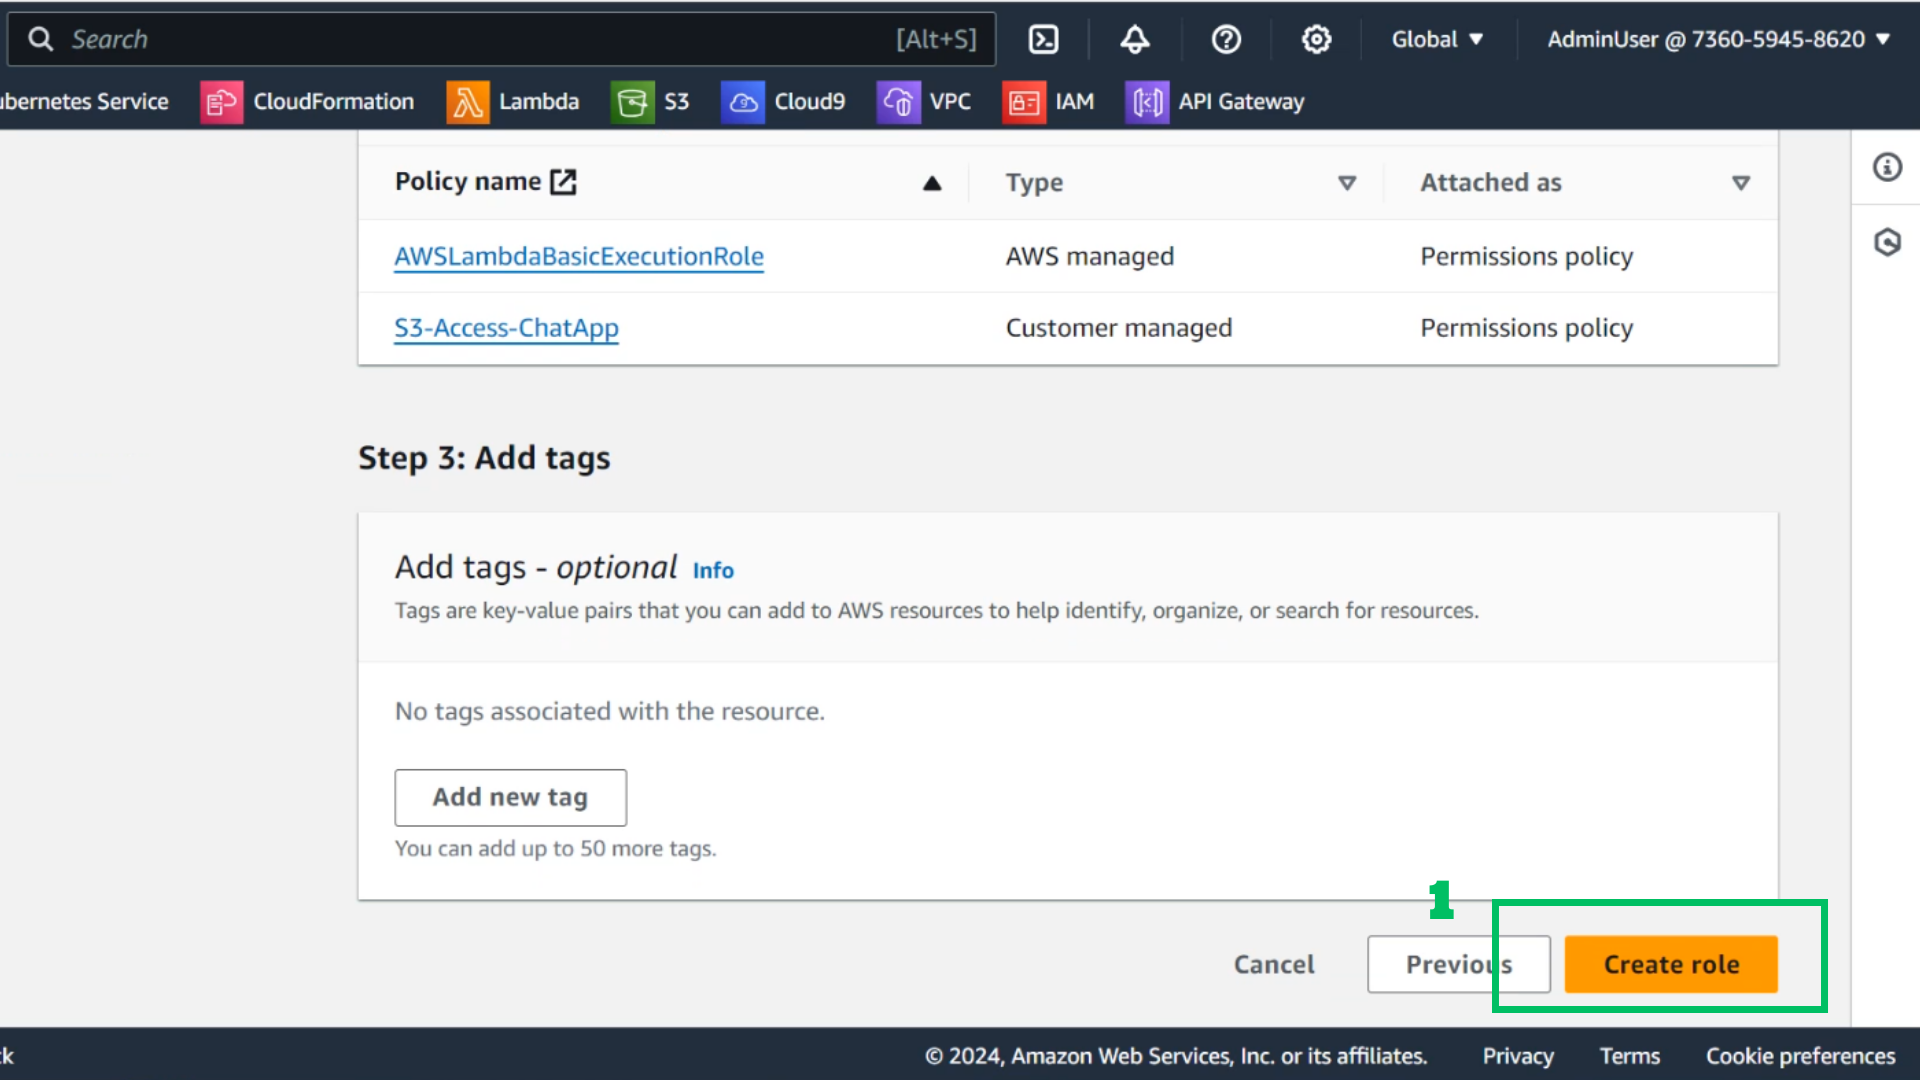 Search [Alt+S] Global AdminUser @ 7360-5945-8620
ubernetes Service CloudFormation Lambda S3 Cloud9 VPC IAM API Gateway
Policy name Type Attached as
AWSLambdaBasicExecutionRole AWS managed Permissions policy
S3-Access-ChatApp Customer managed Permissions policy
Step 3: Add tags
Add tags - optional Info
Tags are key-value pairs that you can add to AWS resources to help identify, organize, or search for resources.
No tags associated with the resource.
Add new tag
You can add up to 50 more tags.
1
Cancel Previous Create role
k © 2024, Amazon Web Services, Inc. or its affiliates. Privacy Terms Cookie preferences